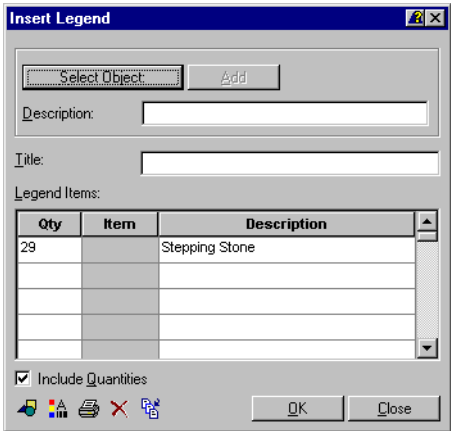 Insert Legend
Select Object:
Add
Description:
Title:
Legend Items:
Qty Item Description
29 Stepping Stone
Include Quantities
OK Close